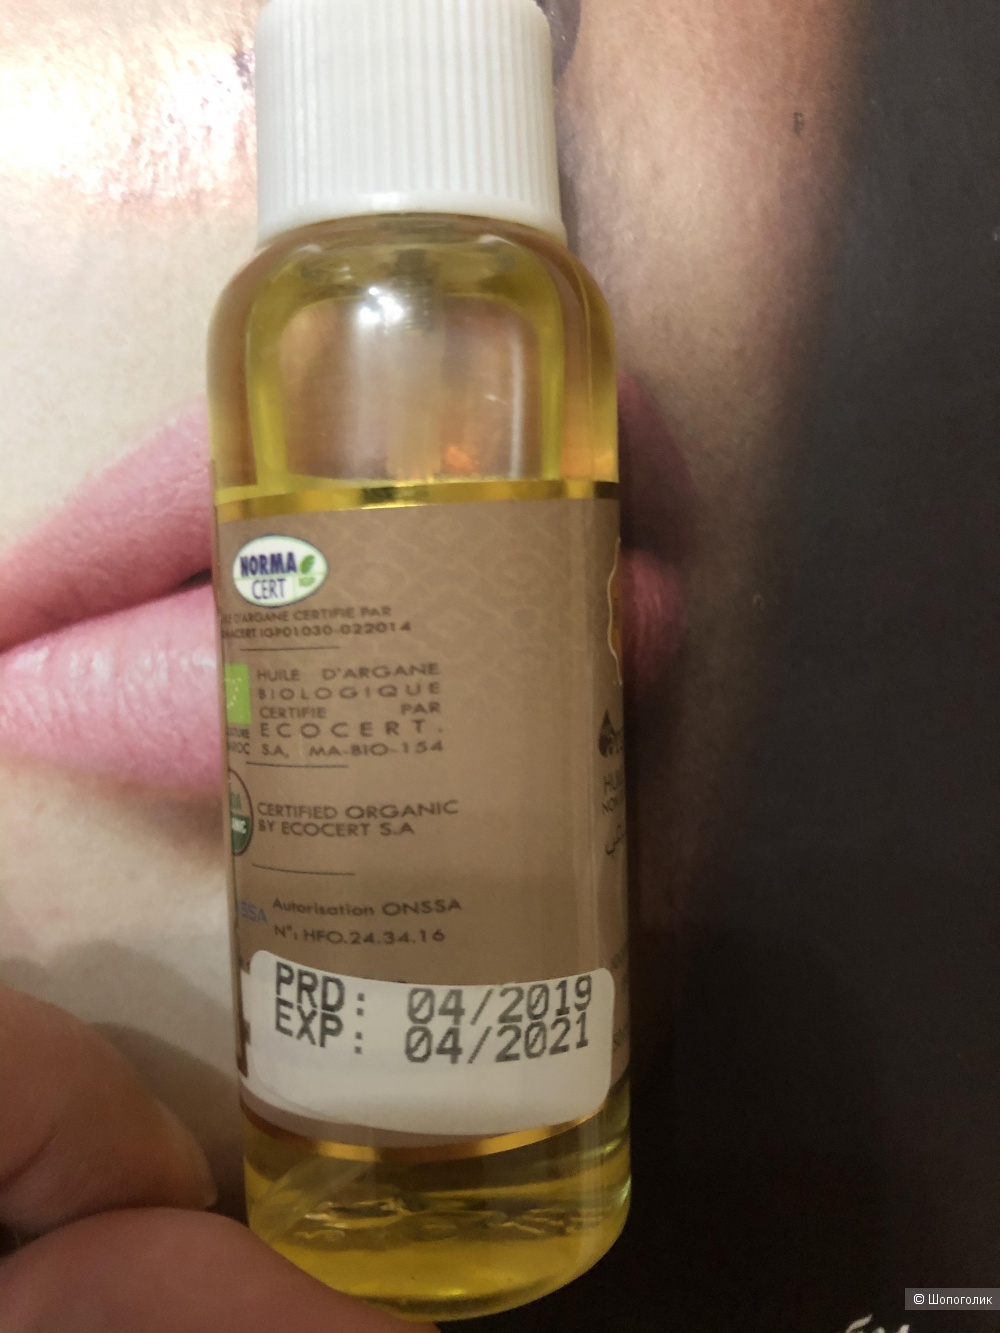 NORMA
CERT
D'ARGANE CERTIFIE PAR
IGP01030-022014
HUILE D'ARGANE
BIOLOGIQUE
CERTIFIE PAR
ECOCERT.
S.A, MA-BIO-154
CERTIFIED ORGANIC
BY ECOCERT S.A
Autorisation ONSSA
N°: HFO.24.34.16
PRD: 04/2019
EXP: 04/2021
© Шопоголик